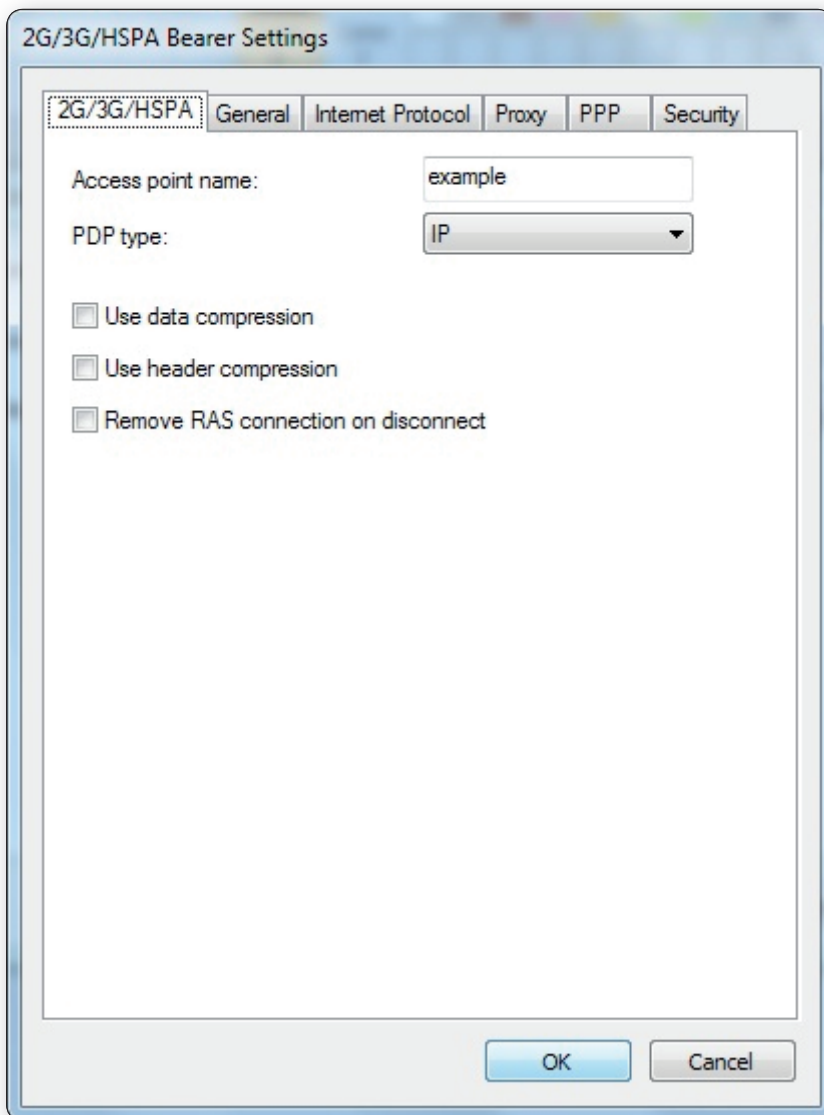 2G/3G/HSPA Bearer Settings
2G/3G/HSPA General Internet Protocol Proxy PPP Security
Access point name: example
PDP type: IP
Use data compression
Use header compression
Remove RAS connection on disconnect
OK Cancel